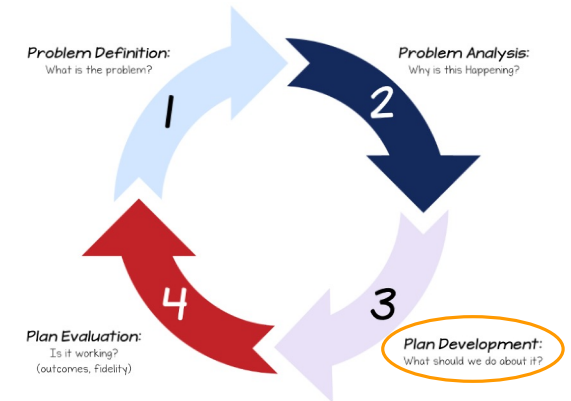 Problem Definition:
What is the problem?
1
Problem Analysis:
Why is this Happening?
2
3
Plan Development:
What should we do about it?
4
Plan Evaluation:
Is it working?
(outcomes, fidelity)